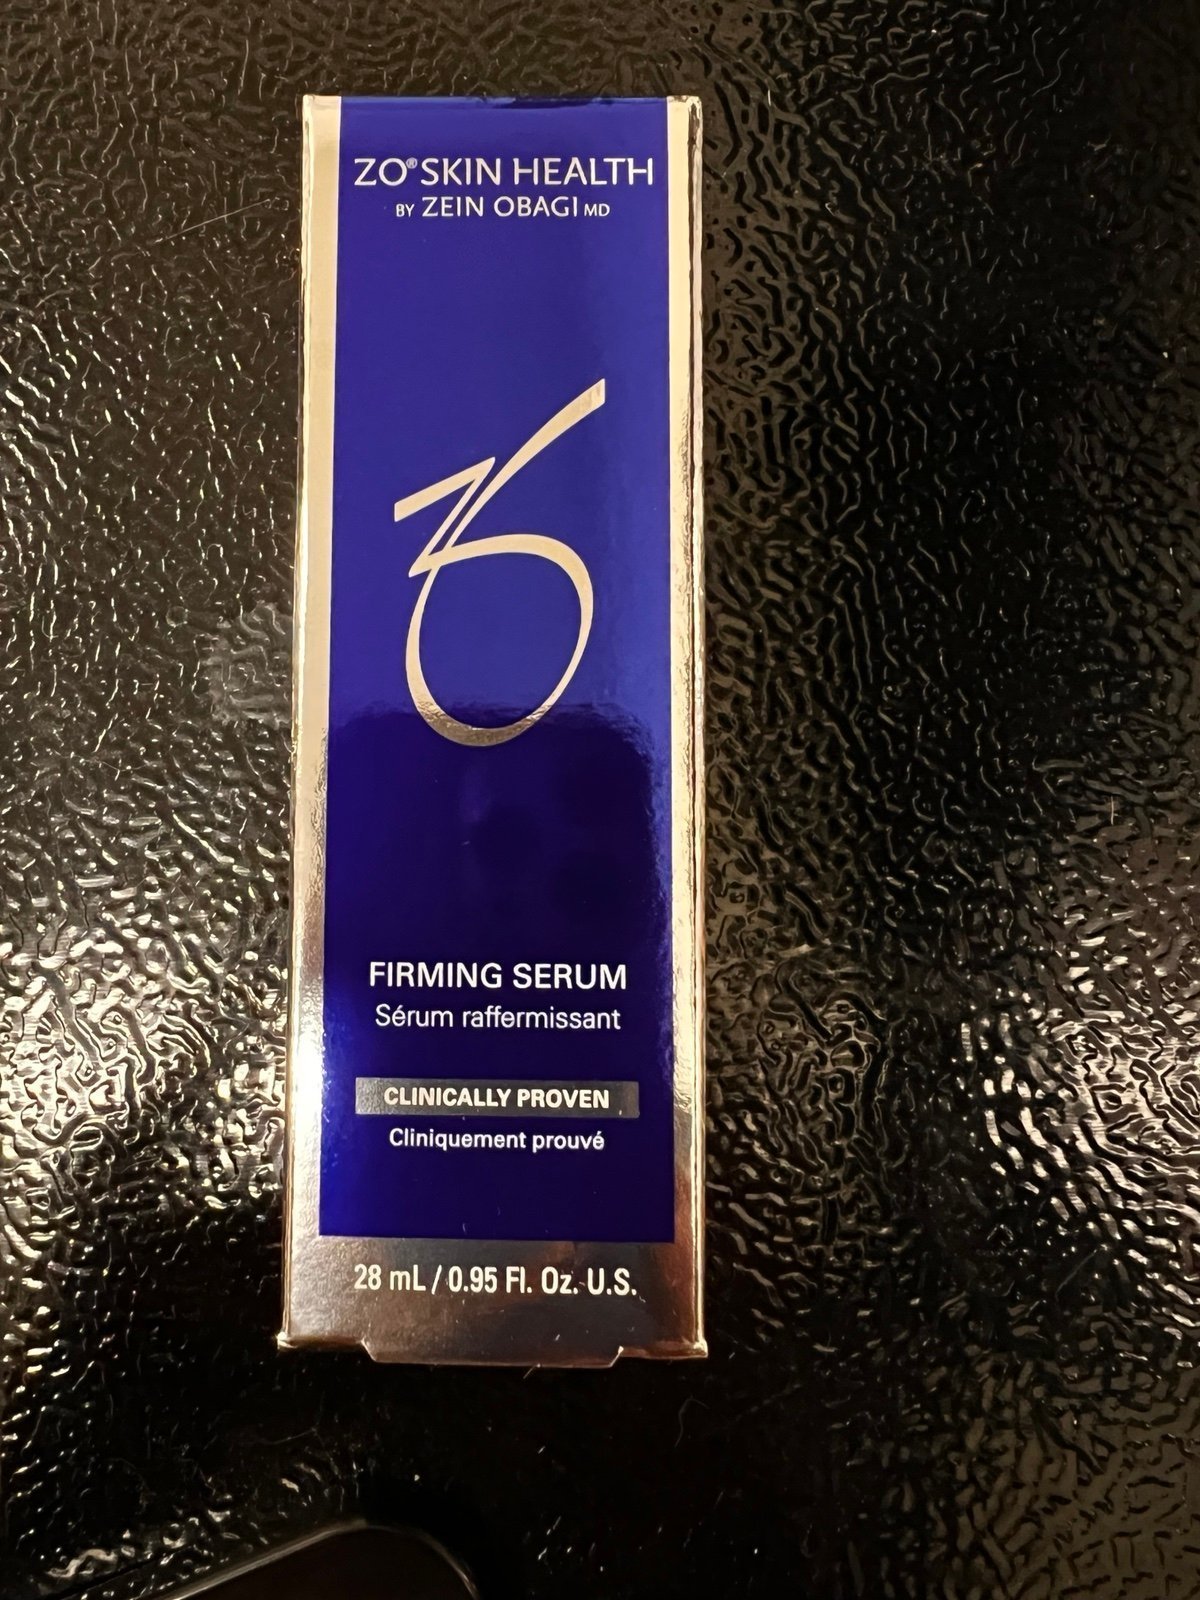 ZO® SKIN HEALTH
BY ZEIN OBAGI MD
ZO
FIRMING SERUM
Sérum raffermissant
CLINICALLY PROVEN
Cliniquement prouvé
28 mL / 0.95 Fl. Oz. U.S.